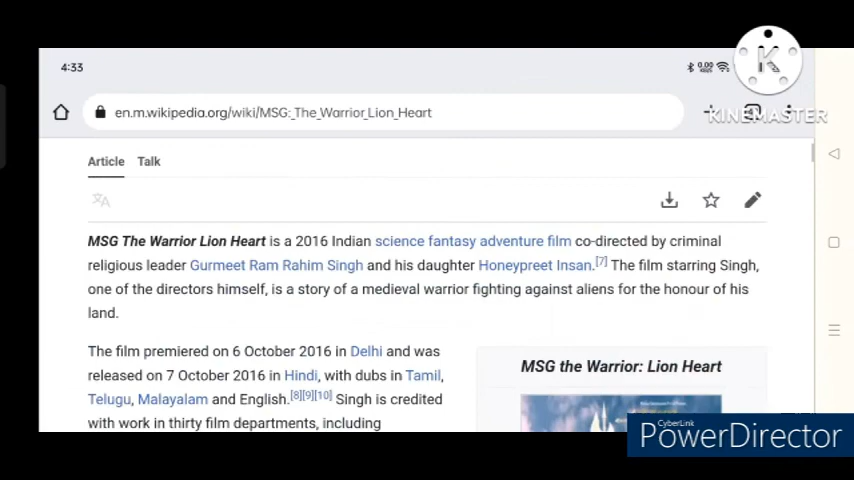 4:33
0.00
KINEMASTER
en.m.wikipedia.org/wiki/MSG:_The_Warrior_Lion_Heart
Article Talk
MSG The Warrior Lion Heart is a 2016 Indian science fantasy adventure film co-directed by criminal
religious leader Gurmeet Ram Rahim Singh and his daughter Honeypreet Insan.[7] The film starring Singh,
one of the directors himself, is a story of a medieval warrior fighting against aliens for the honour of his
land.
The film premiered on 6 October 2016 in Delhi and was
released on 7 October 2016 in Hindi, with dubs in Tamil,
Telugu, Malayalam and English.[8][9][10] Singh is credited
with work in thirty film departments, including
MSG the Warrior: Lion Heart
CyberLink
PowerDirector